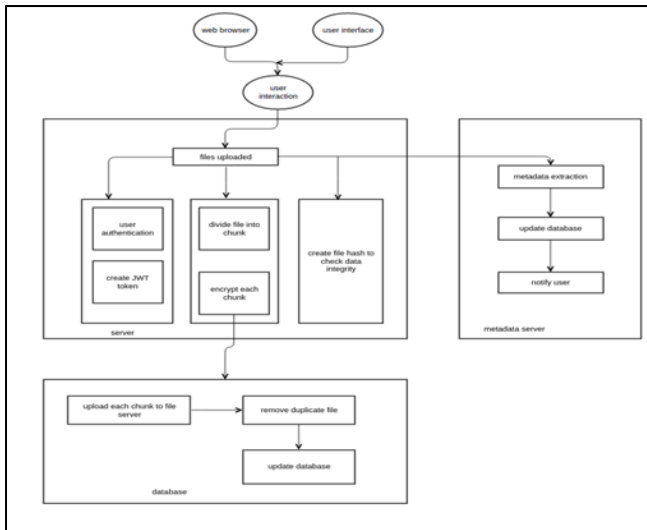 web browser
user interface
user
interaction
files uploaded
user
authentication
create JWT
token
divide file into
chunk
encrypt each
chunk
create file hash to
check data
integrity
server
metadata extraction
update database
notify user
metadata server
upload each chunk to file
server
remove duplicate file
update database
database